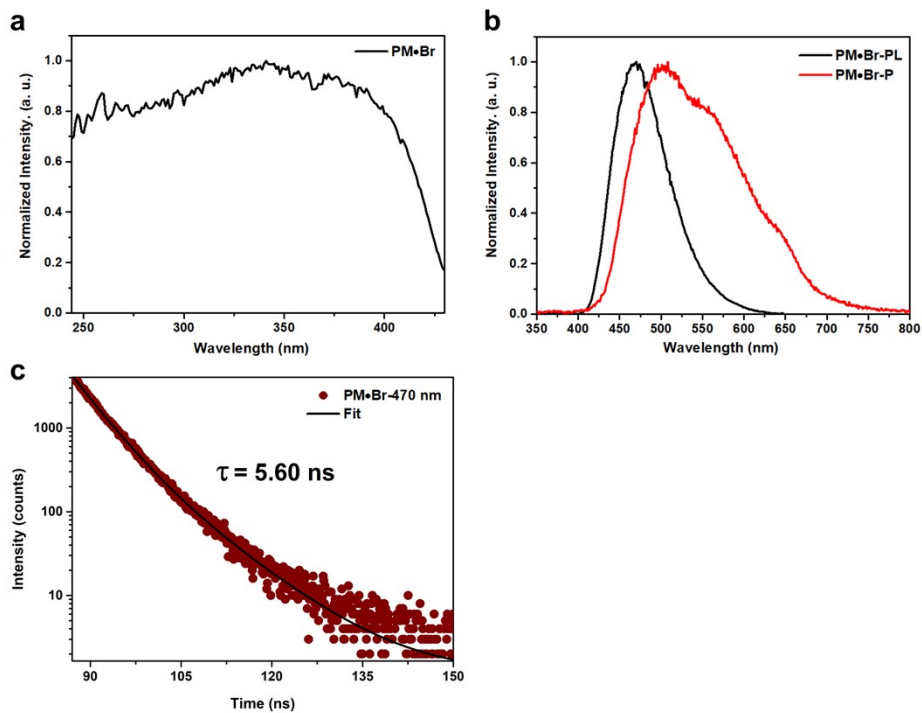 a
PM•Br
Normalized Intensity. (a. u.)
1.0
0.8
0.6
0.4
0.2
0.0
250 300 350 400
Wavelength (nm)
b
PM•Br-PL
PM•Br-P
Normalized Intensity. (a. u.)
1.0
0.8
0.6
0.4
0.2
0.0
350 400 450 500 550 600 650 700 750 800
Wavelength (nm)
c
PM•Br-470 nm
Fit
τ = 5.60 ns
Intensity (counts)
1000
100
10
90 105 120 135 150
Time (ns)